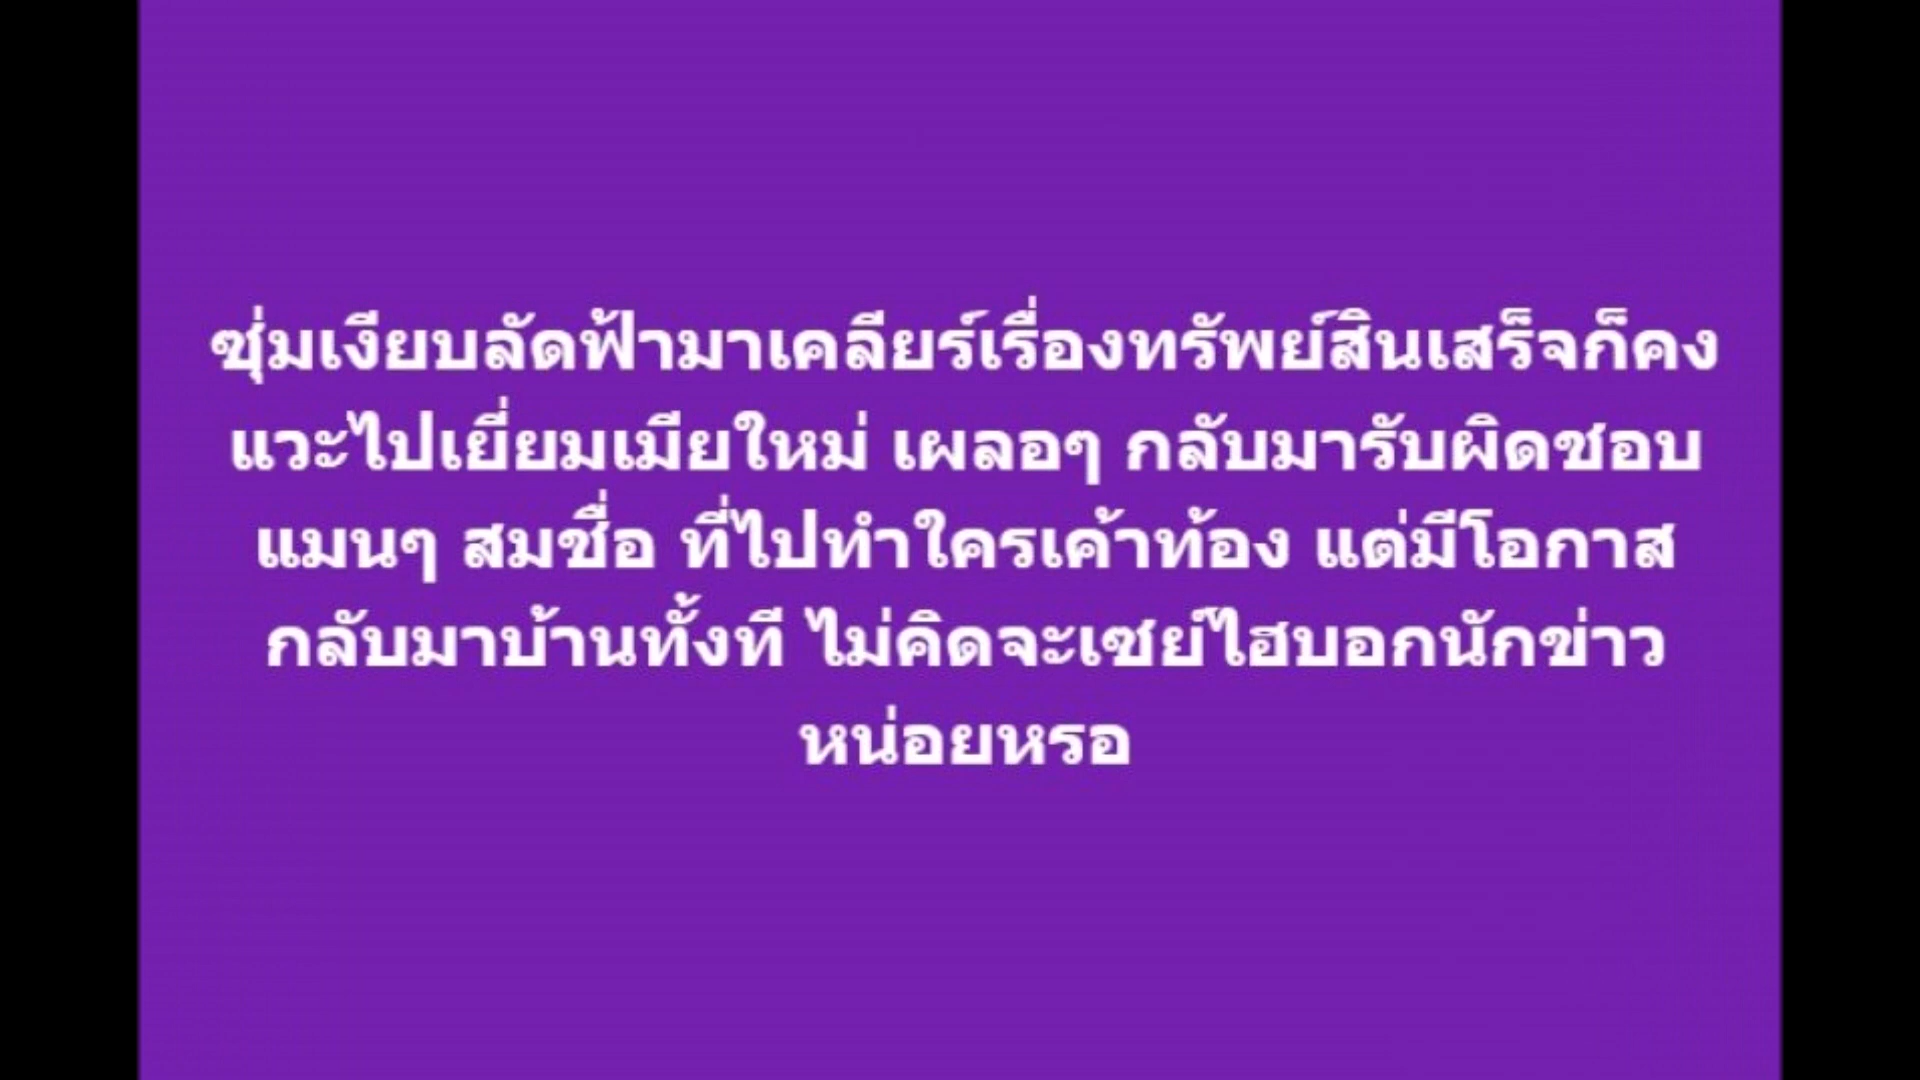 ซุ่มเงียบลัดฟ้ามาเคลียร์เรื่องทรัพย์สินเสร็จก็คง
แวะไปเยี่ยมเมียใหม่ เผลอๆ กลับมารับผิดชอบ
แมนๆ สมชื่อ ที่ไปทำใครเค้าท้อง แต่มีโอกาส
กลับมาบ้านทั้งที ไม่คิดจะเซย์ไฮบอกนักข่าว
หน่อยหรอ